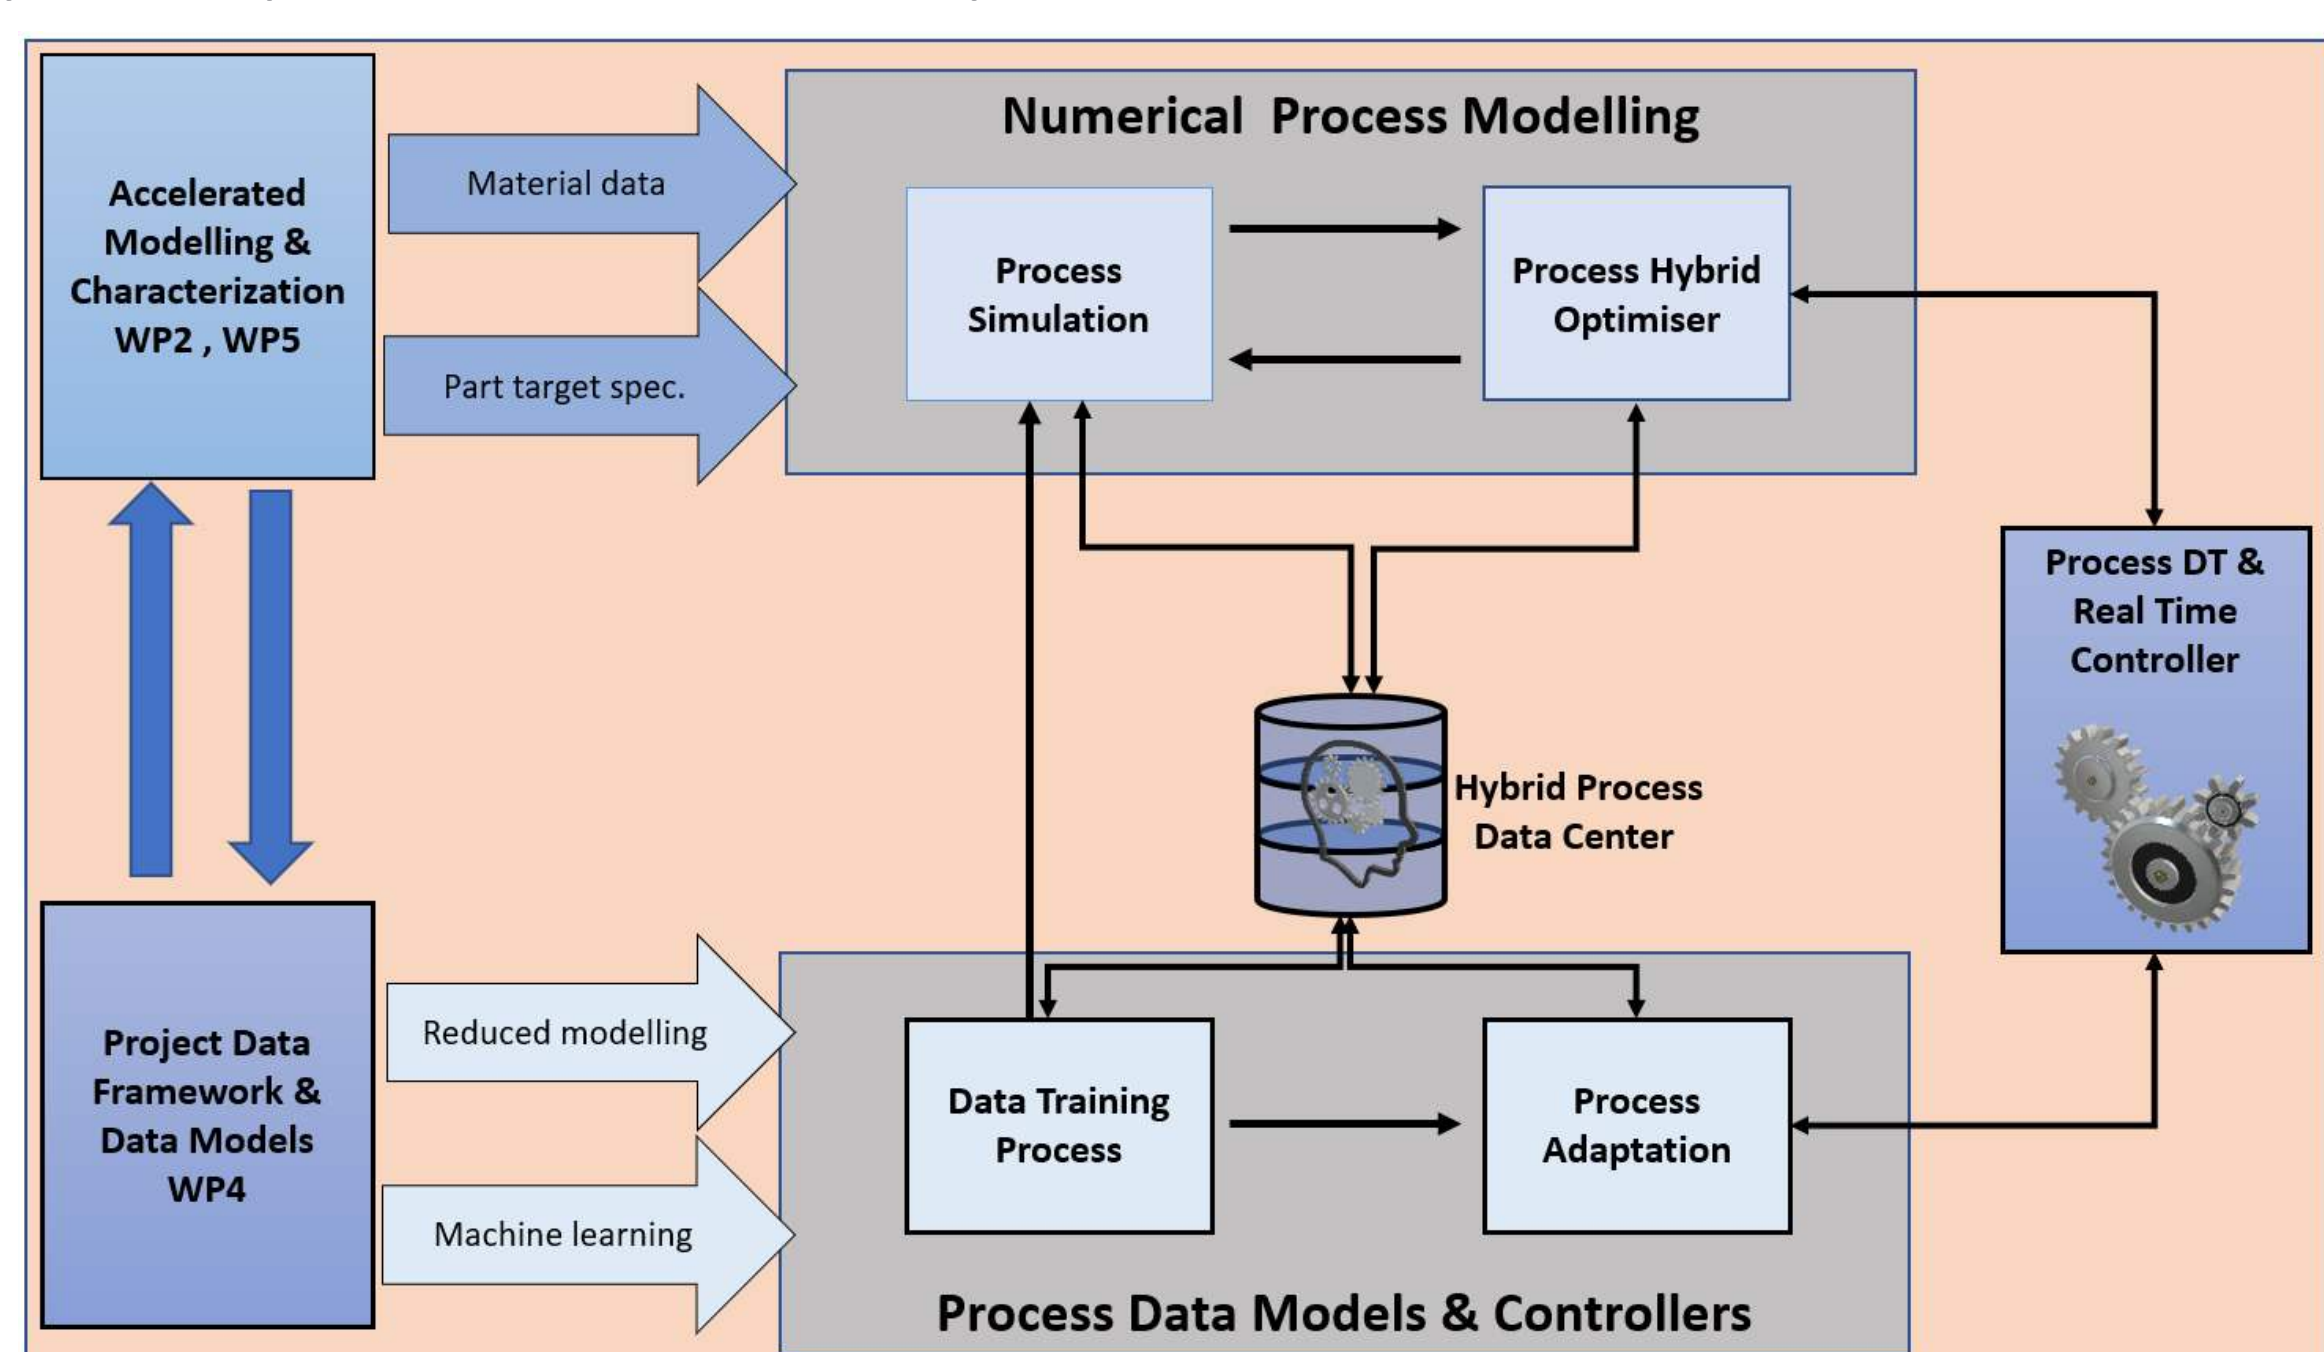 Accelerated
Modelling &
Characterization
WP2 , WP5
Material data
Part target spec.
Numerical  Process Modelling
Process
Simulation
Process Hybrid
Optimiser
Process DT &
Real Time
Controller
Hybrid Process
Data Center
Project Data
Framework &
Data Models
WP4
Reduced modelling
Machine learning
Data Training
Process
Process
Adaptation
Process Data Models & Controllers